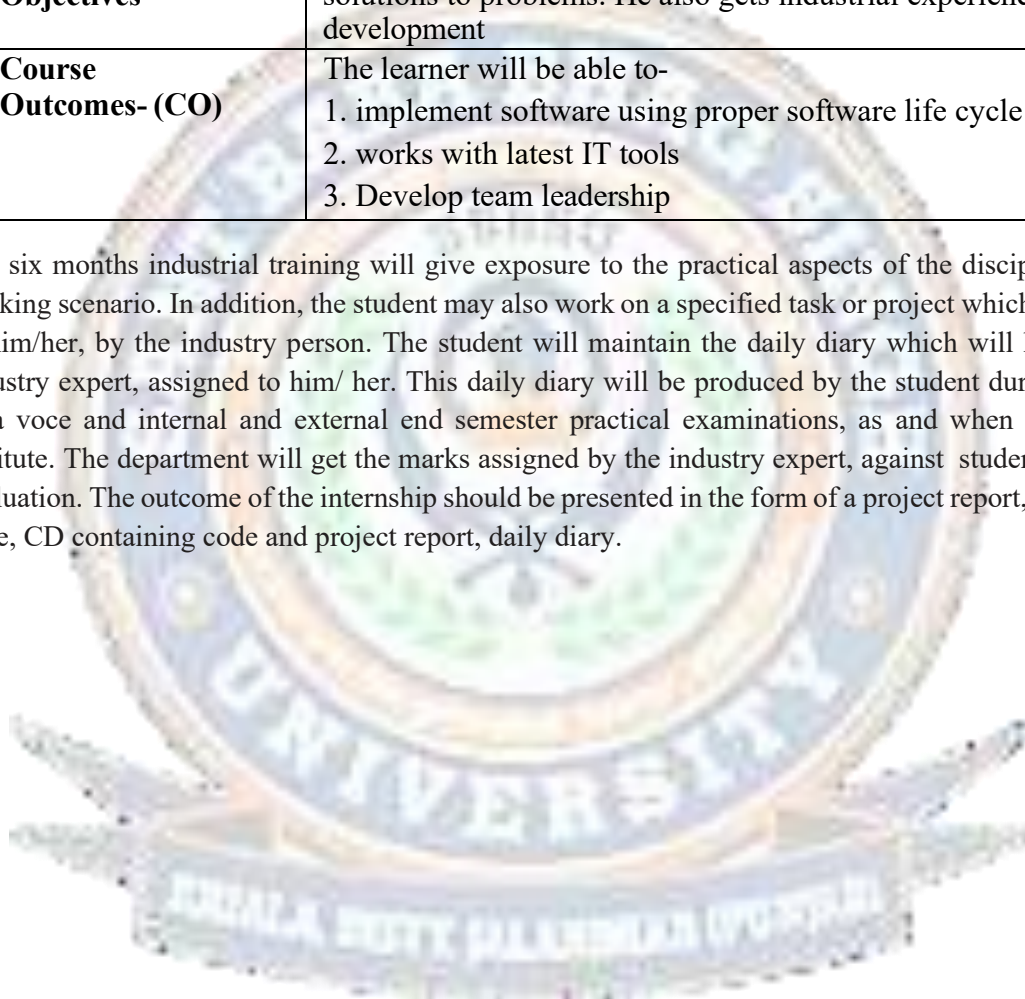 Objectives
solutions to problems. He also gets industrial experience
development
Course
Outcomes- (CO)
The learner will be able to-
1. implement software using proper software life cycle
2. works with latest IT tools
3. Develop team leadership
six months industrial training will give exposure to the practical aspects of the discip
king scenario. In addition, the student may also work on a specified task or project which
im/her, by the industry person. The student will maintain the daily diary which will
ustry expert, assigned to him/ her. This daily diary will be produced by the student dur
a voce and internal and external end semester practical examinations, as and when
titute. The department will get the marks assigned by the industry expert, against studen
luation. The outcome of the internship should be presented in the form of a project report,
e, CD containing code and project report, daily diary.
UNIVERSITY